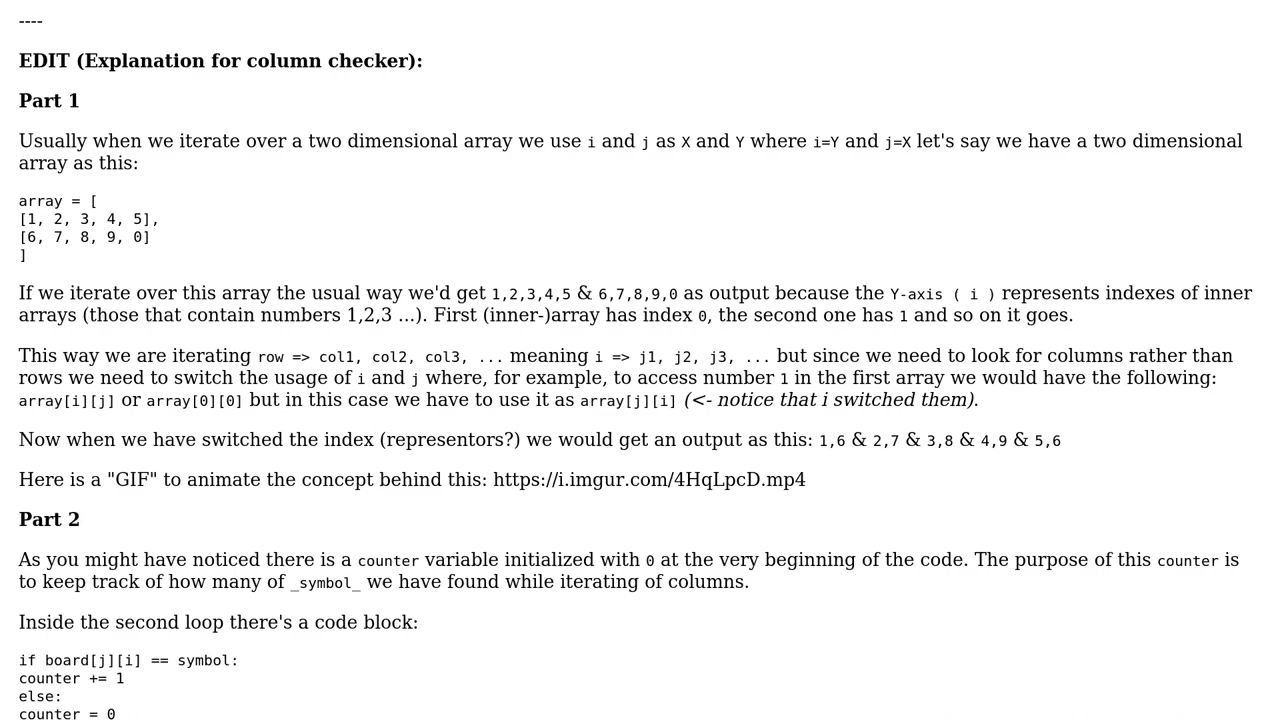 ----
EDIT (Explanation for column checker):
Part 1
Usually when we iterate over a two dimensional array we use i and j as X and Y where i=Y and j=X let's say we have a two dimensional
array as this:
array = [
[1, 2, 3, 4, 5],
[6, 7, 8, 9, 0]
]
If we iterate over this array the usual way we'd get 1,2,3,4,5 & 6,7,8,9,0 as output because the Y-axis ( i ) represents indexes of inner
arrays (those that contain numbers 1,2,3 ...). First (inner-)array has index 0, the second one has 1 and so on it goes.
This way we are iterating row => col1, col2, col3, ... meaning i => j1, j2, j3, ... but since we need to look for columns rather than
rows we need to switch the usage of i and j where, for example, to access number 1 in the first array we would have the following:
array[i][j] or array[0][0] but in this case we have to use it as array[j][i] (<- notice that i switched them).
Now when we have switched the index (representors?) we would get an output as this: 1,6 & 2,7 & 3,8 & 4,9 & 5,6
Here is a "GIF" to animate the concept behind this: https://i.imgur.com/4HqLpcD.mp4
Part 2
As you might have noticed there is a counter variable initialized with 0 at the very beginning of the code. The purpose of this counter is
to keep track of how many of _symbol_ we have found while iterating of columns.
Inside the second loop there's a code block:
if board[j][i] == symbol:
counter += 1
else:
counter = 0